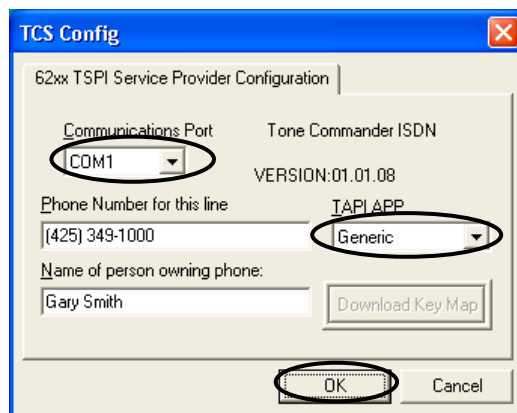 TCS Config
62xx TSPI Service Provider Configuration
Communications Port
Tone Commander ISDN
COM1
VERSION:01.01.08
Phone Number for this line
TAPI APP
(425) 349-1000
Generic
Name of person owning phone:
Gary Smith
Download Key Map
OK
Cancel